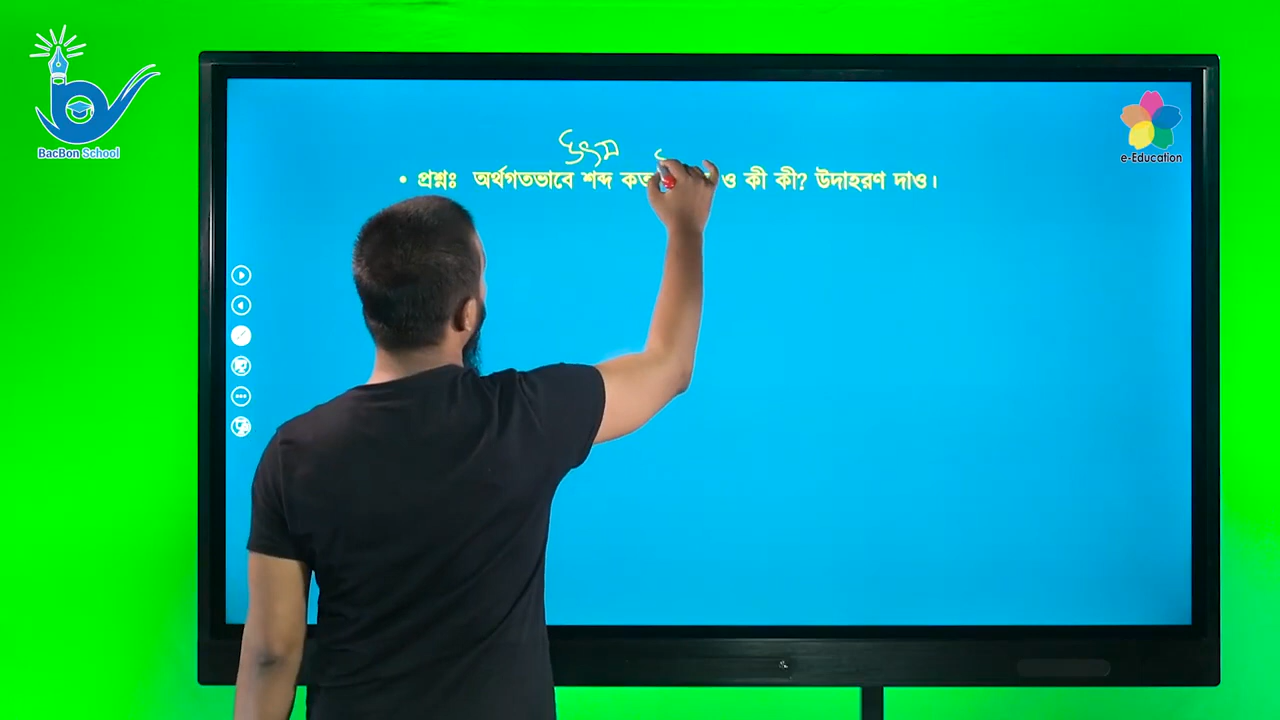 BacBon School
e-Education
উৎস
• প্রশ্নঃ অর্থগতভাবে শব্দ কত ও কী কী? উদাহরণ দাও।